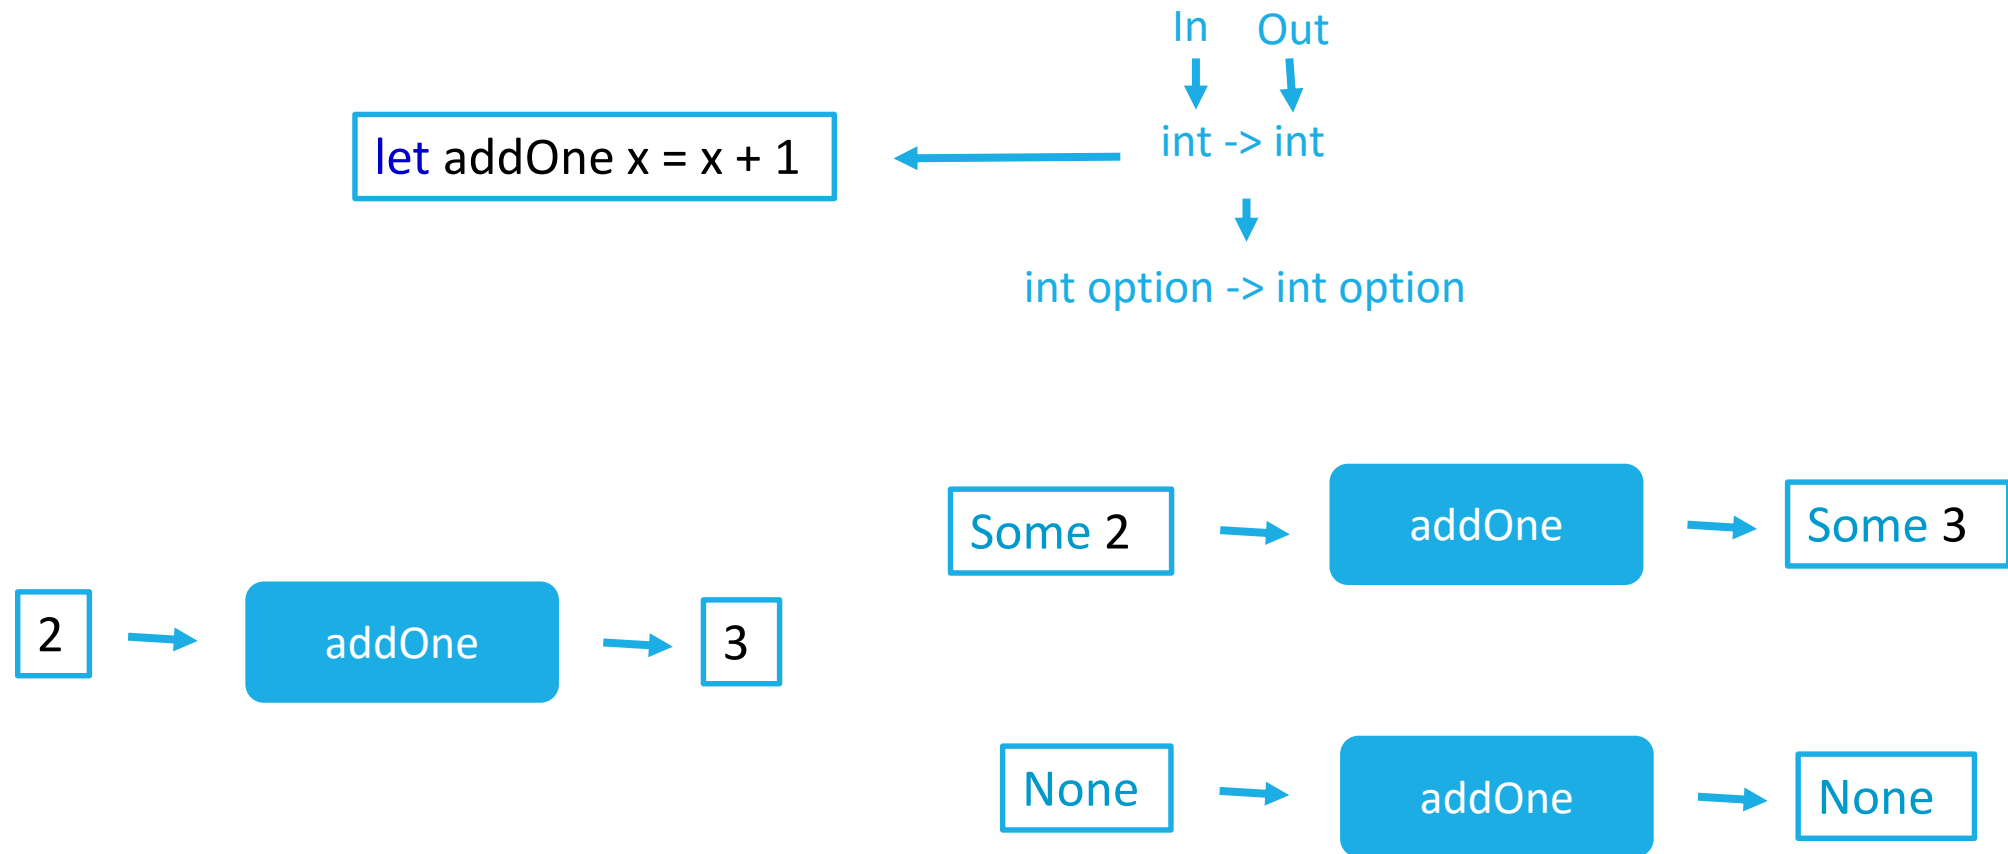 In Out
let addOne x = x + 1
int -> int
int option -> int option
Some 2
addOne
Some 3
2
addOne
3
None
addOne
None